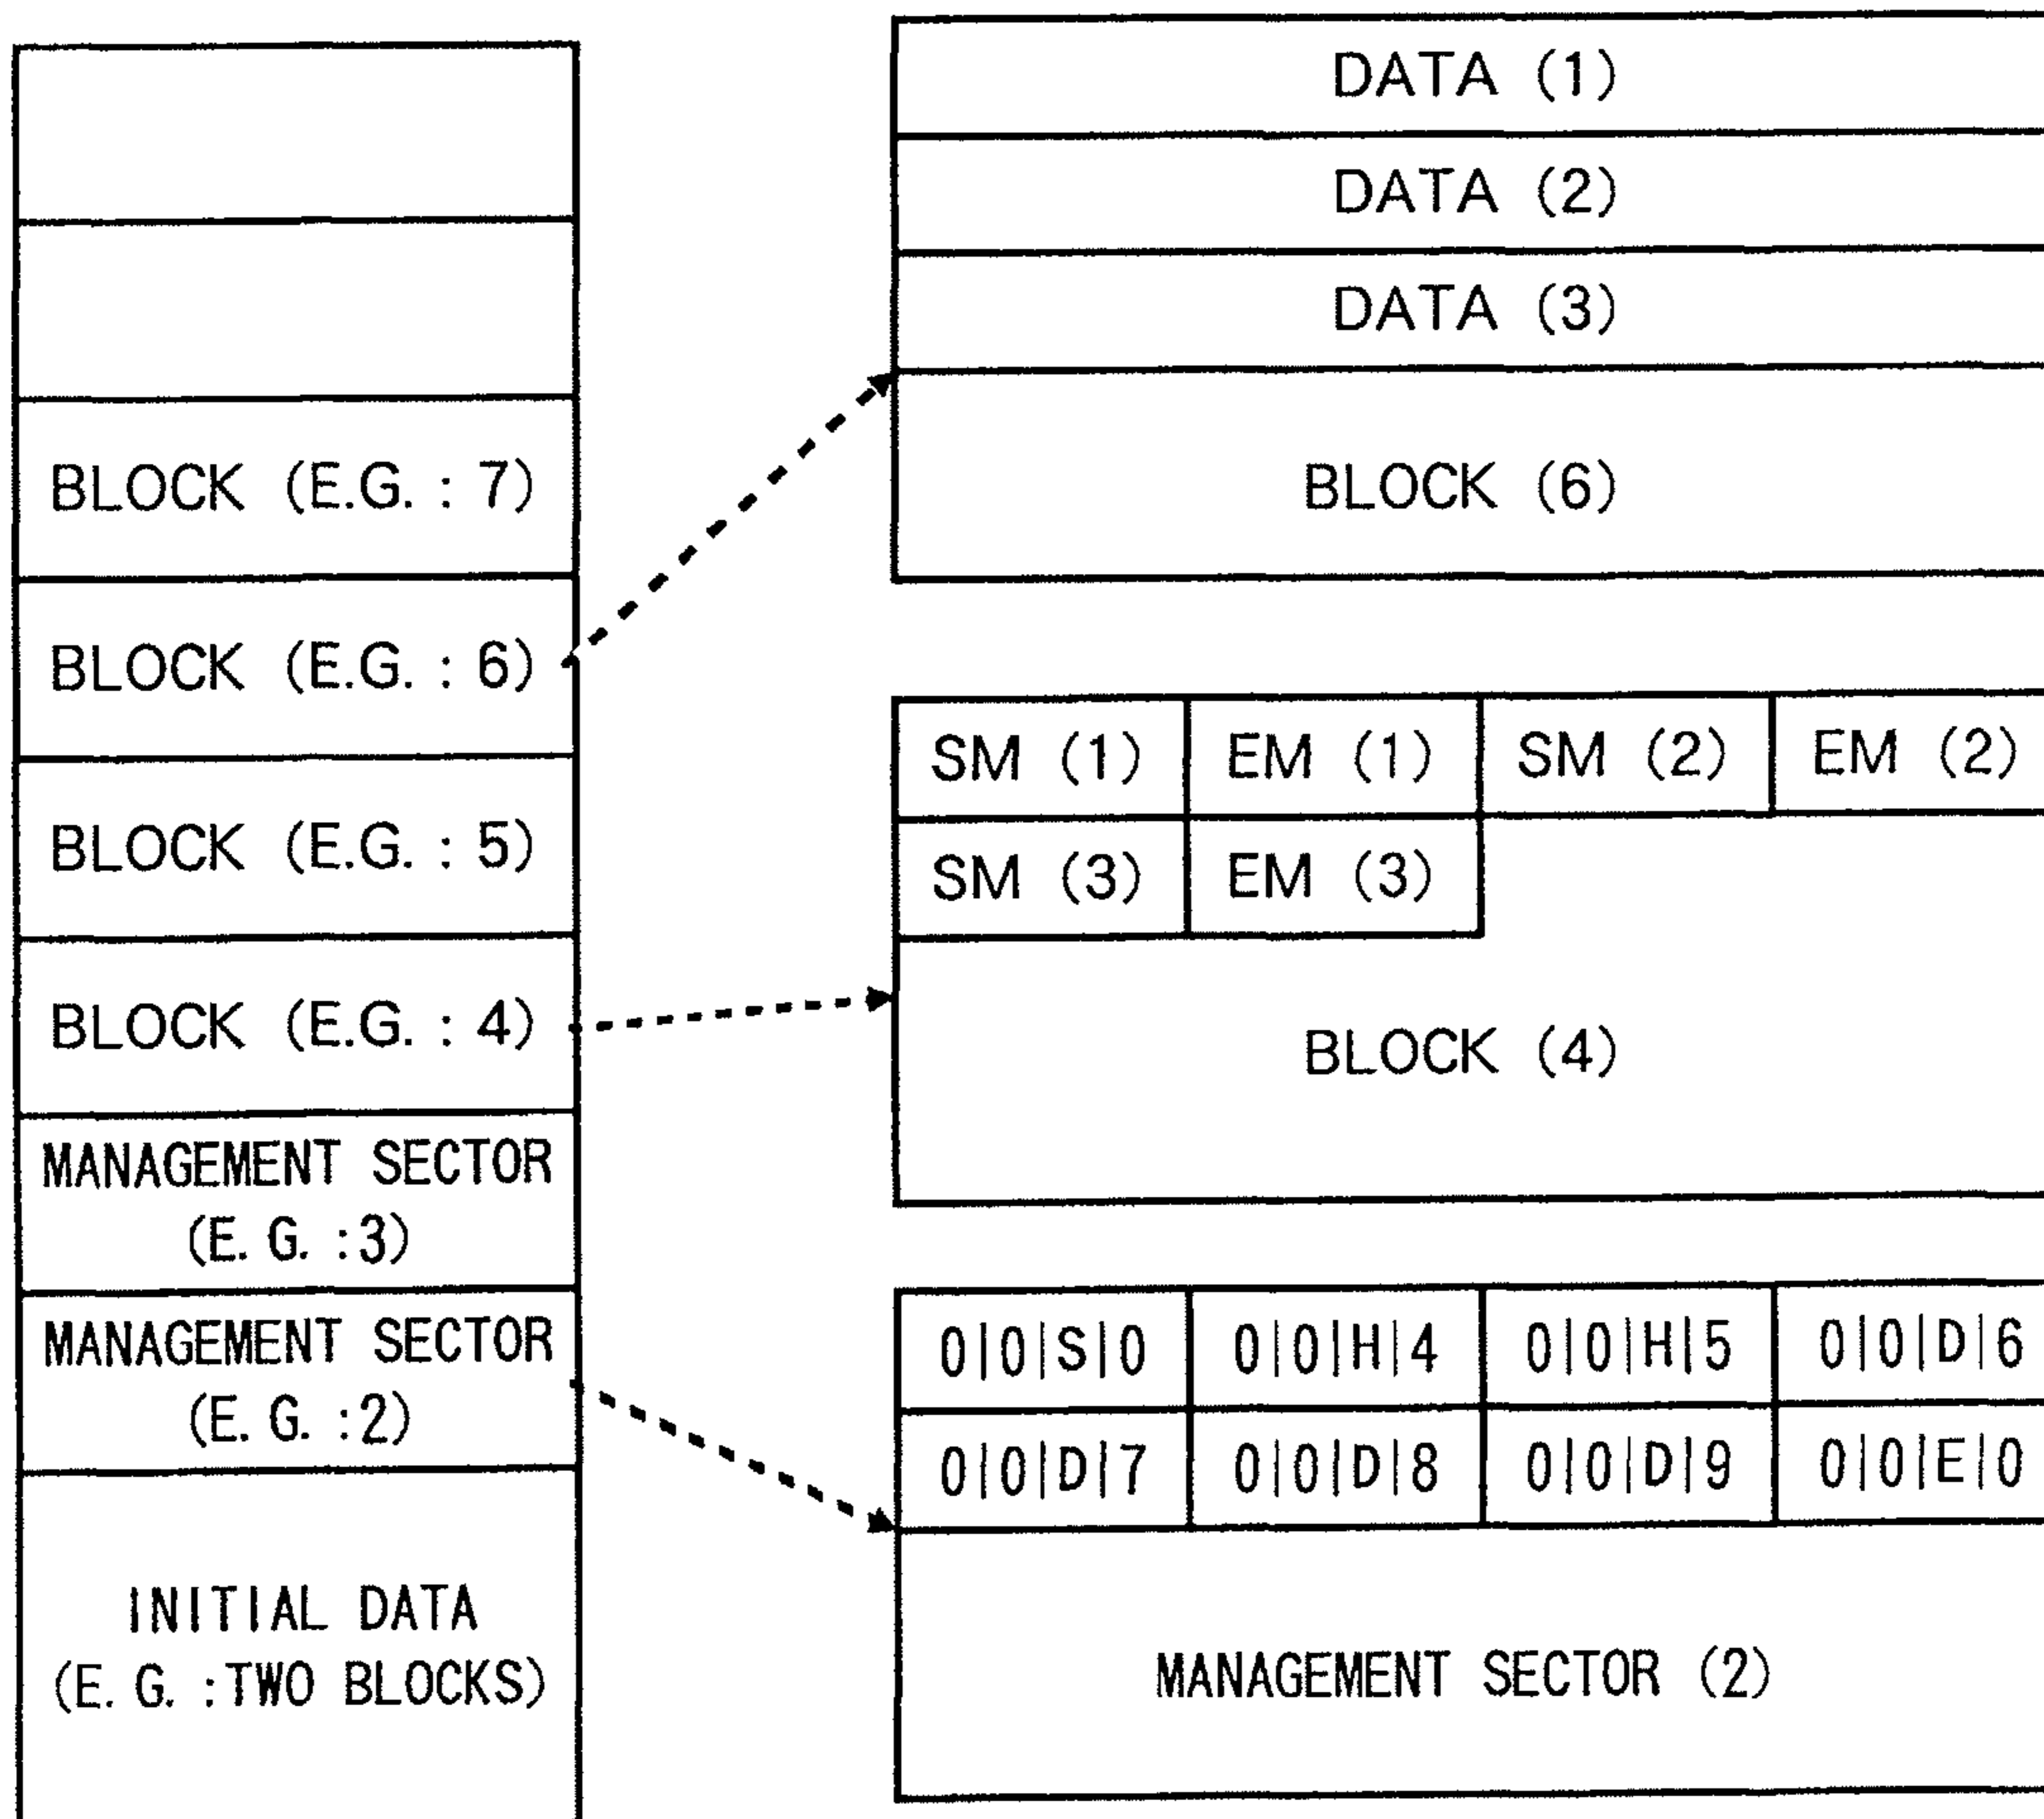 BLOCK (E.G. : 7)
BLOCK (E.G. : 6)
BLOCK (E.G. : 5)
BLOCK (E.G. : 4)
MANAGEMENT SECTOR
(E. G. :3)
MANAGEMENT SECTOR
(E. G. :2)
INITIAL DATA
(E. G. :TWO BLOCKS)
DATA (1)
DATA (2)
DATA (3)
BLOCK (6)
SM (1) EM (1) SM (2) EM (2)
SM (3) EM (3)
BLOCK (4)
0|0|S|0 0|0|H|4 0|0|H|5 0|0|D|6
0|0|D|7 0|0|D|8 0|0|D|9 0|0|E|0
MANAGEMENT SECTOR (2)